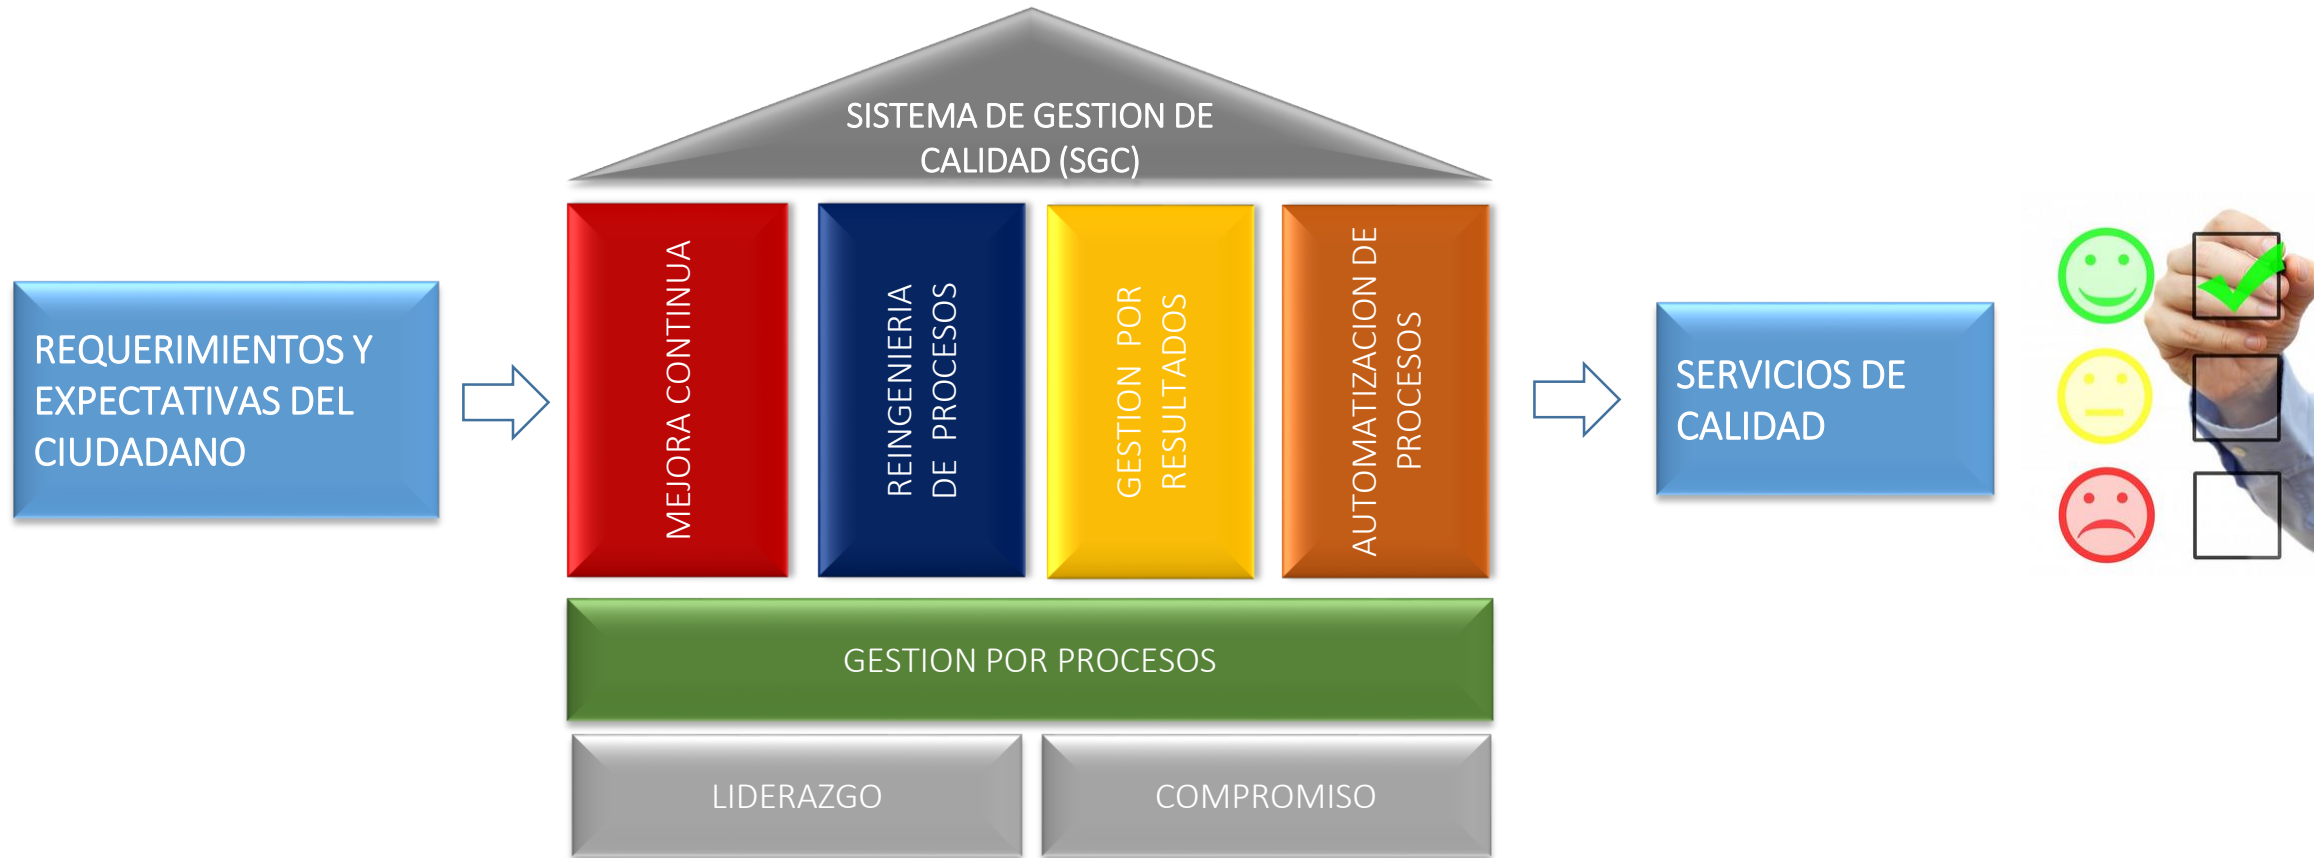 SISTEMA DE GESTION DE
CALIDAD (SGC)
REQUERIMIENTOS Y
EXPECTATIVAS DEL
CIUDADANO
MEJORA CONTINUA
REINGENIERIA
DE PROCESOS
GESTION POR
RESULTADOS
AUTOMATIZACION DE
PROCESOS
SERVICIOS DE
CALIDAD
GESTION POR PROCESOS
LIDERAZGO
COMPROMISO